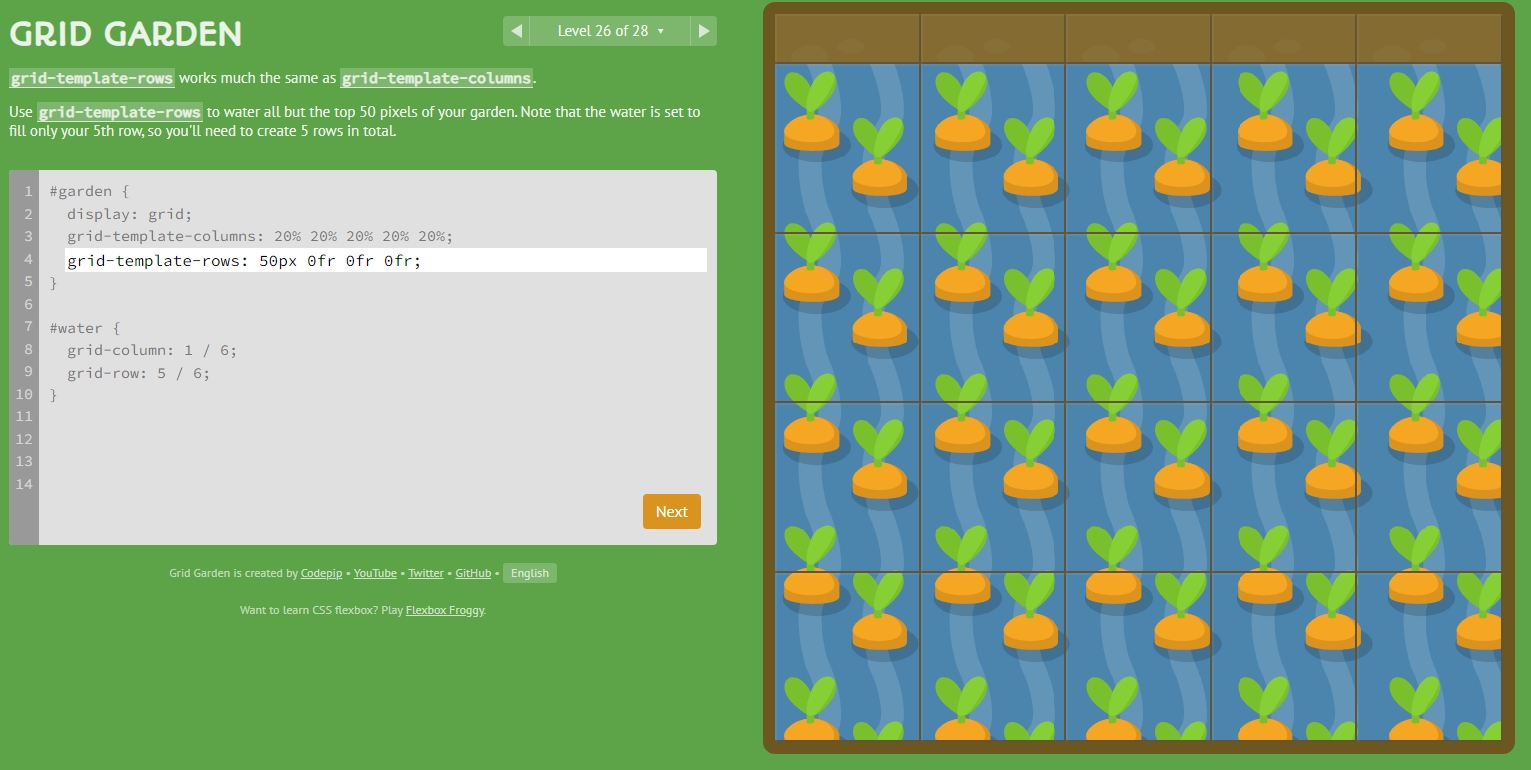 GRID GARDEN
◀ Level 26 of 28 ▾ ▶
grid-template-rows works much the same as grid-template-columns.
Use grid-template-rows to water all but the top 50 pixels of your garden. Note that the water is set to
fill only your 5th row, so you'll need to create 5 rows in total.
1 #garden {
2 display: grid;
3 grid-template-columns: 20% 20% 20% 20% 20%;
4 grid-template-rows: 50px 0fr 0fr 0fr;
5 }
6
7 #water {
8 grid-column: 1 / 6;
9 grid-row: 5 / 6;
10 }
11
12
13
14
Next
Grid Garden is created by Codepip • YouTube • Twitter • GitHub • English
Want to learn CSS flexbox? Play Flexbox Froggy.